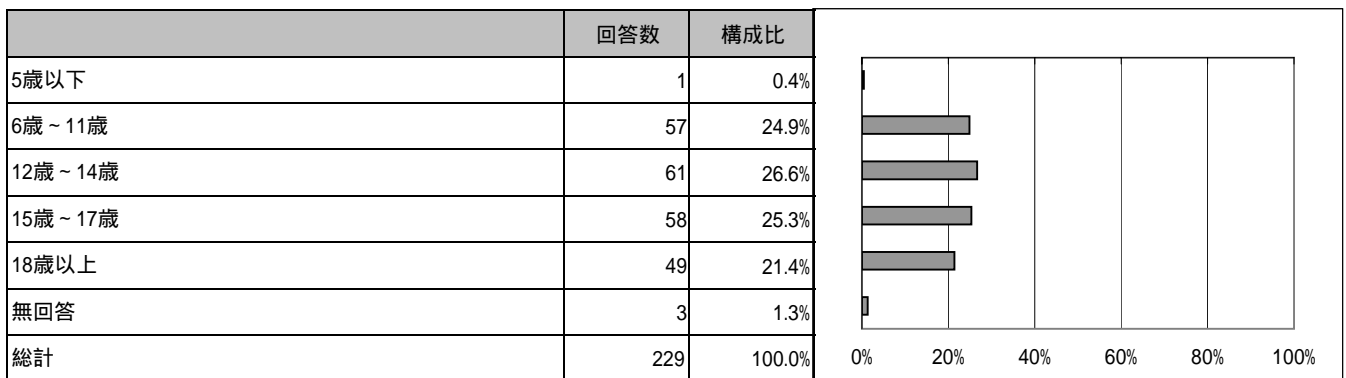 回答数 構成比
5歳以下 1 0.4%
6歳～11歳 57 24.9%
12歳～14歳 61 26.6%
15歳～17歳 58 25.3%
18歳以上 49 21.4%
無回答 3 1.3%
総計 229 100.0%
0% 20% 40% 60% 80% 100%